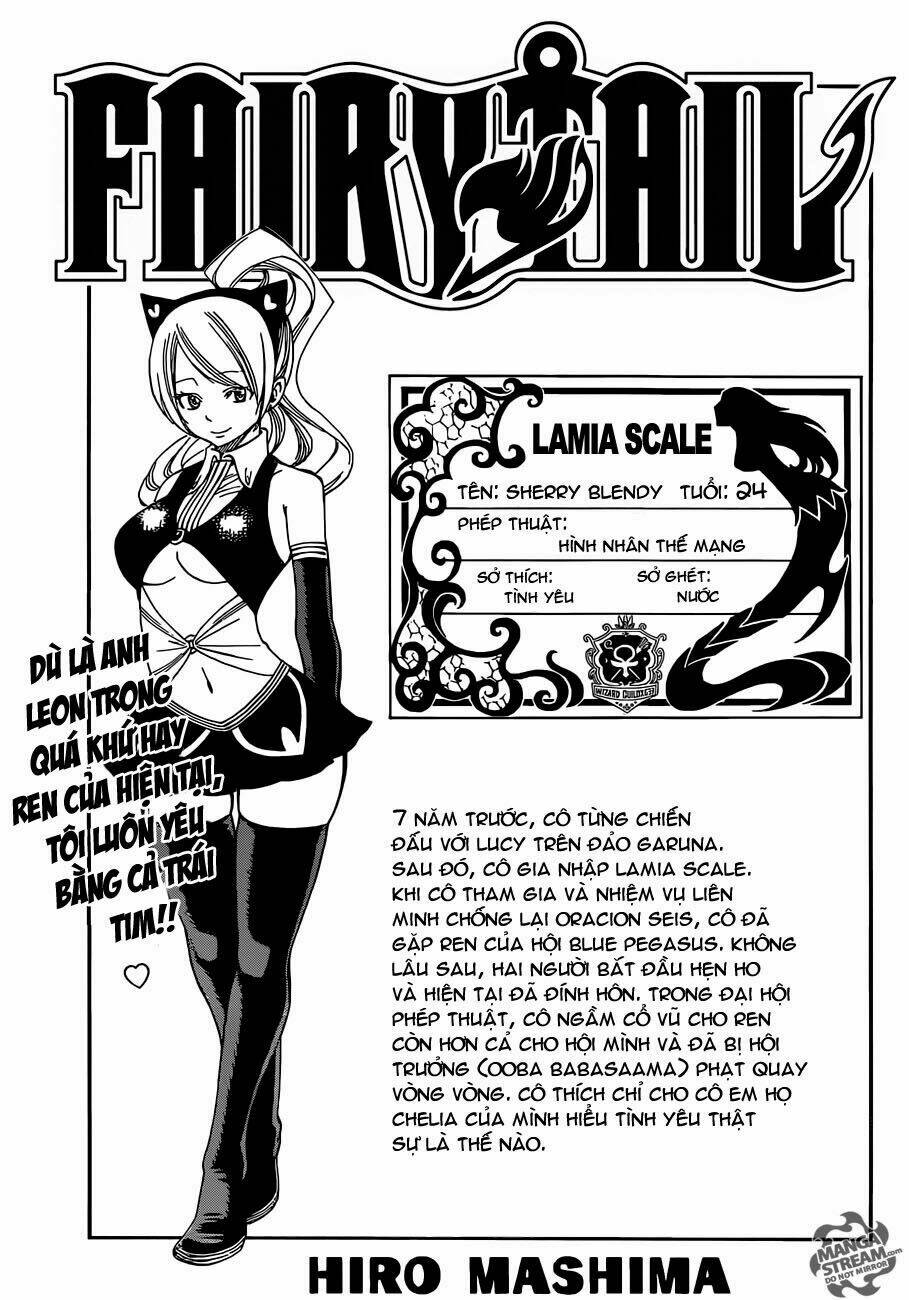 FAIRY TAIL
LAMIA SCALE
TÊN: SHERRY BLENDY TUỔI: 24
PHÉP THUẬT:
HÌNH NHÂN THẾ MẠNG
SỞ THÍCH: SỞ GHÉT:
TÌNH YÊU NƯỚC
WIZARD GUILD
DÙ LÀ ANH
LEON TRONG
QUÁ KHỨ HAY
REN CỦA HIỆN TẠI,
TÔI LUÔN YÊU
BẰNG CẢ TRÁI
TIM!!
7 NĂM TRƯỚC, CÔ TỪNG CHIẾN
ĐẤU VỚI LUCY TRÊN ĐẢO GARUNA.
SAU ĐÓ, CÔ GIA NHẬP LAMIA SCALE.
KHI CÔ THAM GIA VÀ NHIỆM VỤ LIÊN
MINH CHỐNG LẠI ORACION SEIS, CÔ ĐÃ
GẶP REN CỦA HỘI BLUE PEGASUS. KHÔNG
LÂU SAU, HAI NGƯỜI BẮT ĐẦU HẸN HO
VÀ HIỆN TẠI ĐÃ ĐÍNH HÔN. TRONG ĐẠI HỘI
PHÉP THUẬT, CÔ NGẦM CỔ VŨ CHO REN
CÒN HƠN CẢ CHO HỘI MÌNH VÀ ĐÃ BỊ HỘI
TRƯỞNG (OOBA BABASAAMA) PHẠT QUAY
VÒNG VÒNG. CÔ THÍCH CHỈ CHO CÔ EM HỌ
CHELIA CỦA MÌNH HIỂU TÌNH YÊU THẬT
SỰ LÀ THẾ NÀO.
HIRO MASHIMA
MANGA
STREAM.com
DO NOT MIRROR!